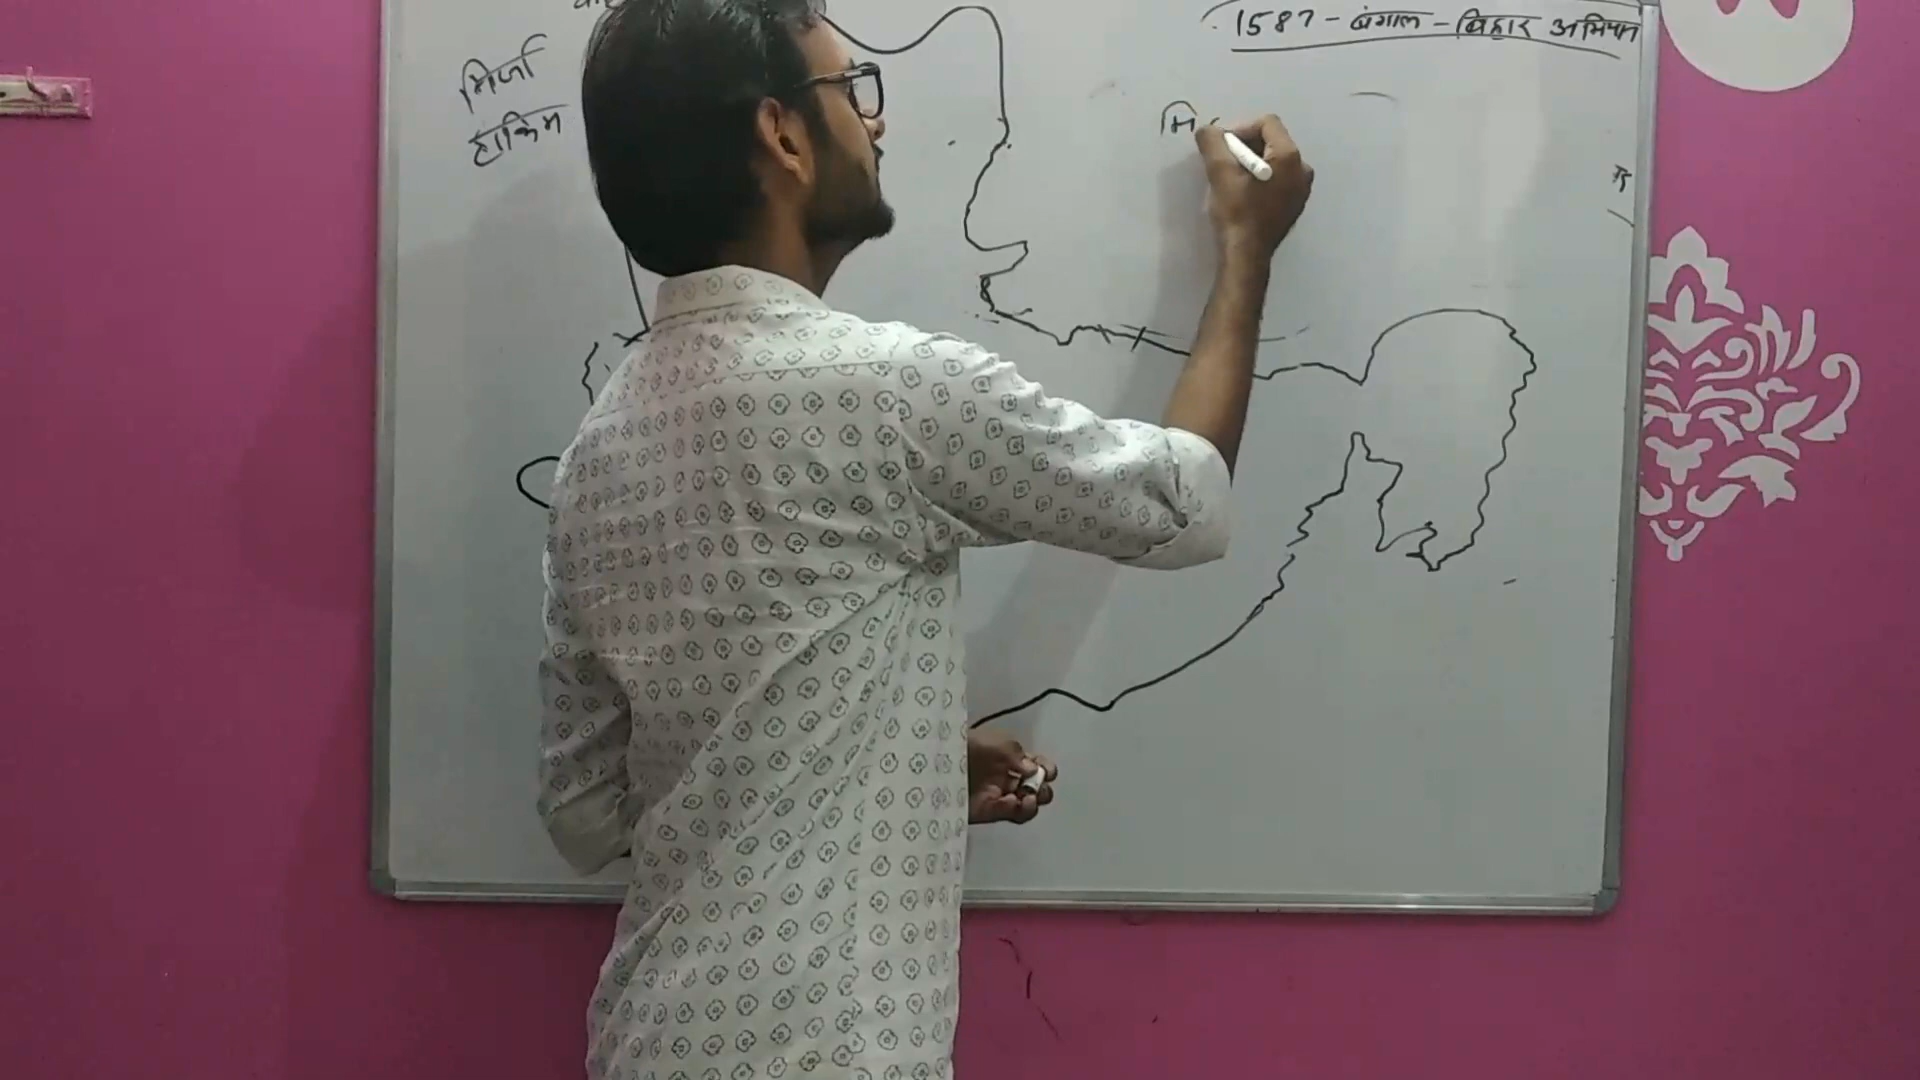 1587 - बंगाल - बिहार अभियान
मिर्जा
हाकिम
मि